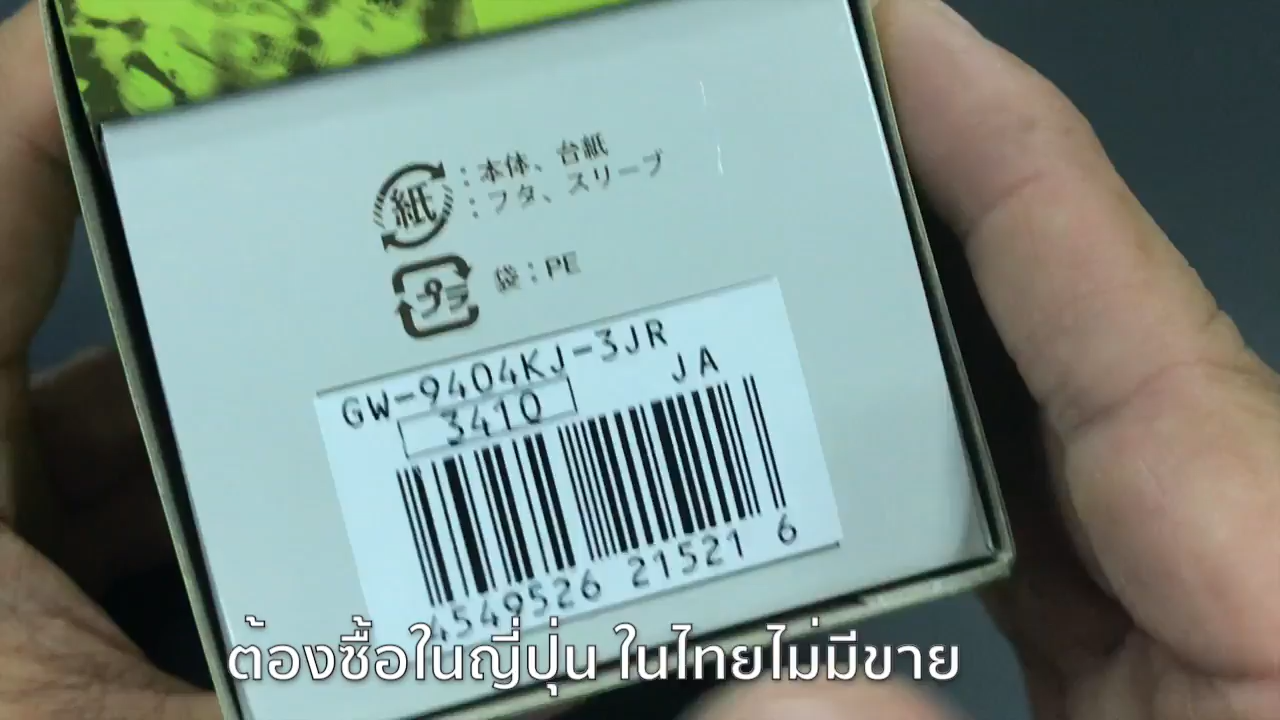 紙 : 本体、台紙
: フタ、スリーブ
プラ 袋 : PE
GW-9404KJ-3JR
3410 JA
4549526 21521 6
ต้องซื้อในญี่ปุ่น ในไทยไม่มีขาย